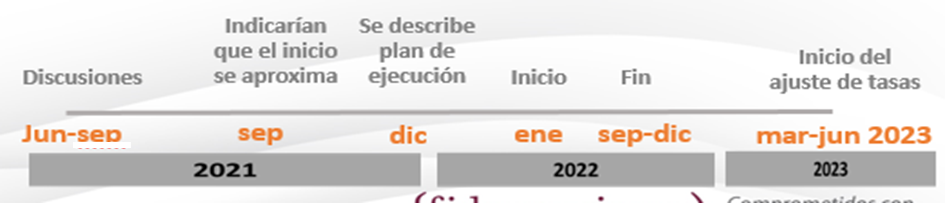 Discusiones
Indicarían
que el inicio
se aproxima
Se describe
plan de
ejecución
Inicio
Fin
Inicio del
ajuste de tasas
Jun-sep
sep
dic
ene
sep-dic
mar-jun 2023
2021
2022
2023